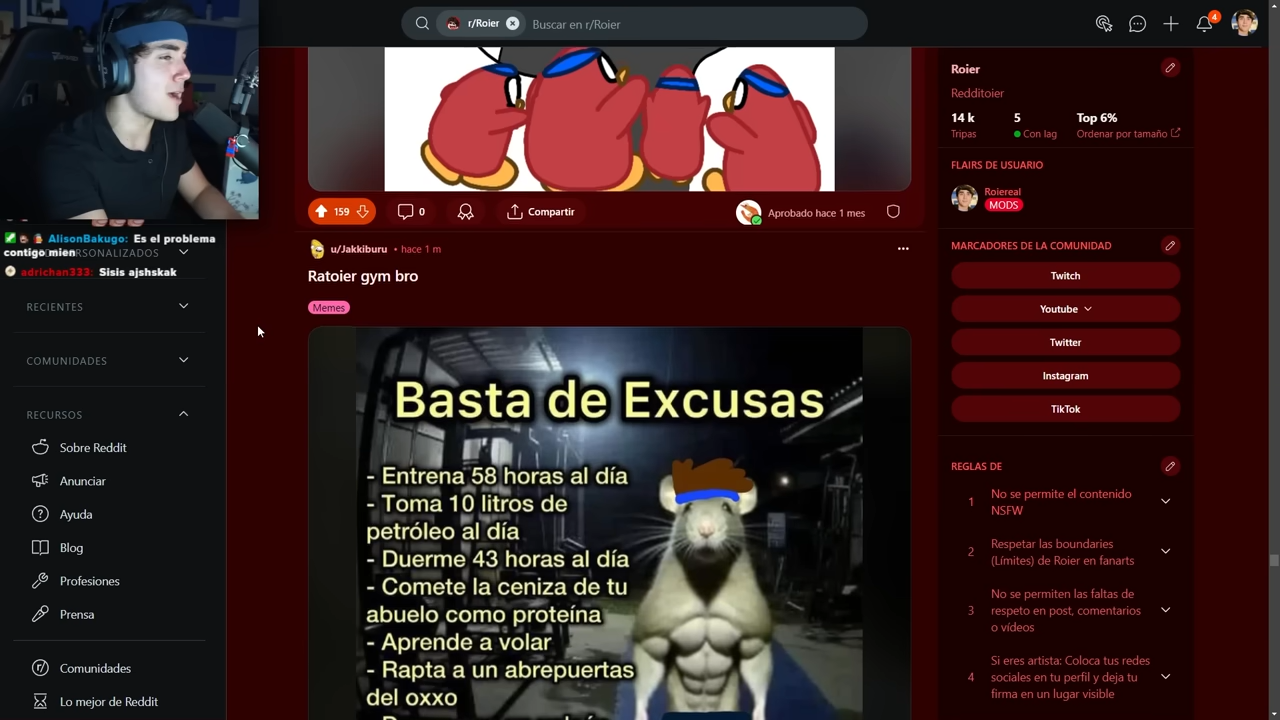 r/Roier
Buscar en r/Roier
4
AlisonBakugo: Es el problema
contigo mien
adrichan333: Sisis ajshskak
RECIENTES
COMUNIDADES
RECURSOS
Sobre Reddit
Anunciar
Ayuda
Blog
Profesiones
Prensa
Comunidades
Lo mejor de Reddit
159
0
Compartir
Aprobado hace 1 mes
u/Jakkiburu • hace 1 m
Ratoier gym bro
Memes
Basta de Excusas
- Entrena 58 horas al día
- Toma 10 litros de
petróleo al día
- Duerme 43 horas al día
- Comete la ceniza de tu
abuelo como proteína
- Aprende a volar
- Rapta a un abrepuertas
del oxxo
Roier
Redditoier
14 k
5
Top 6%
Tripas
Con lag
Ordenar por tamaño
FLAIRS DE USUARIO
Roiereal
MODS
MARCADORES DE LA COMUNIDAD
Twitch
Youtube
Twitter
Instagram
TikTok
REGLAS DE
1 No se permite el contenido
NSFW
2 Respetar las boundaries
(Límites) de Roier en fanarts
3 No se permiten las faltas de
respeto en post, comentarios
o vídeos
4 Si eres artista: Coloca tus redes
sociales en tu perfil y deja tu
firma en un lugar visible